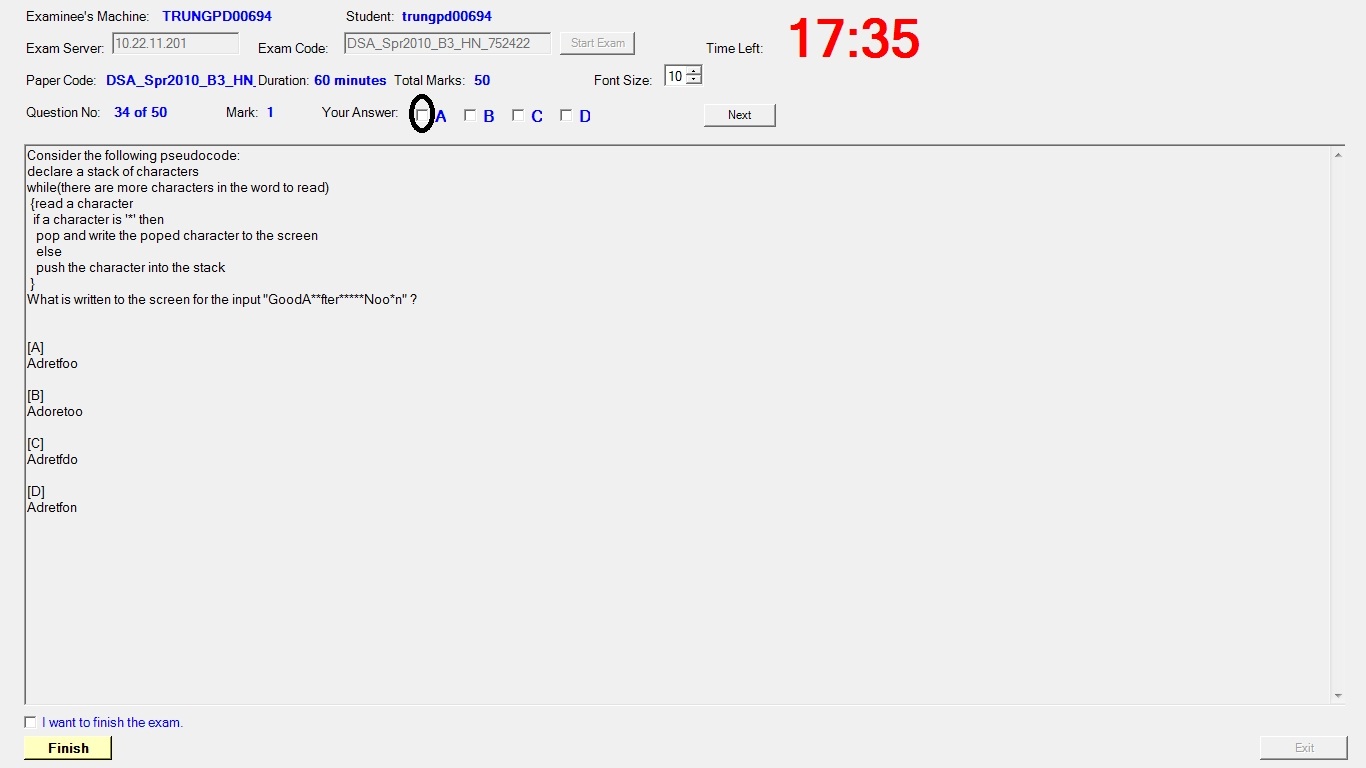 Examinee's Machine: TRUNGPD00694 Student: trungpd00694
Exam Server: 10.22.11.201 Exam Code: DSA_Spr2010_B3_HN_752422 Start Exam Time Left: 17:35
Paper Code: DSA_Spr2010_B3_HN_ Duration: 60 minutes Total Marks: 50 Font Size: 10
Question No: 34 of 50 Mark: 1 Your Answer: A B C D Next
Consider the following pseudocode:
declare a stack of characters
while(there are more characters in the word to read)
{read a character
if a character is '*' then
pop and write the poped character to the screen
else
push the character into the stack
}
What is written to the screen for the input "GoodA**fter*****Noo*n" ?
[A]
Adretfoo
[B]
Adoretoo
[C]
Adretfdo
[D]
Adretfon
I want to finish the exam.
Finish Exit